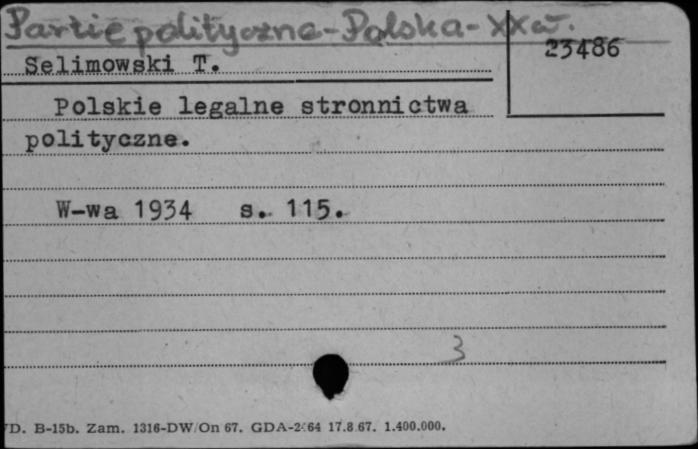 Partie polityczne - Polska - XX w.
23486
Selimowski T.
Polskie legalne stronnictwa
polityczne.
W-wa 1934 s. 115.
3
D. B-15b. Zam. 1316-DW/On 67. GDA-2/64 17.8.67. 1.400.000.